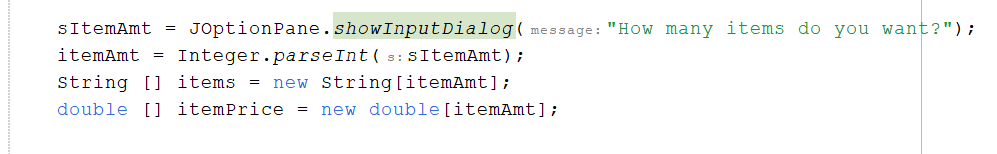 sItemAmt = JOptionPane.showInputDialog( message: "How many items do you want?");
itemAmt = Integer.parseInt( s: sItemAmt);
String [] items = new String[itemAmt];
double [] itemPrice = new double[itemAmt];